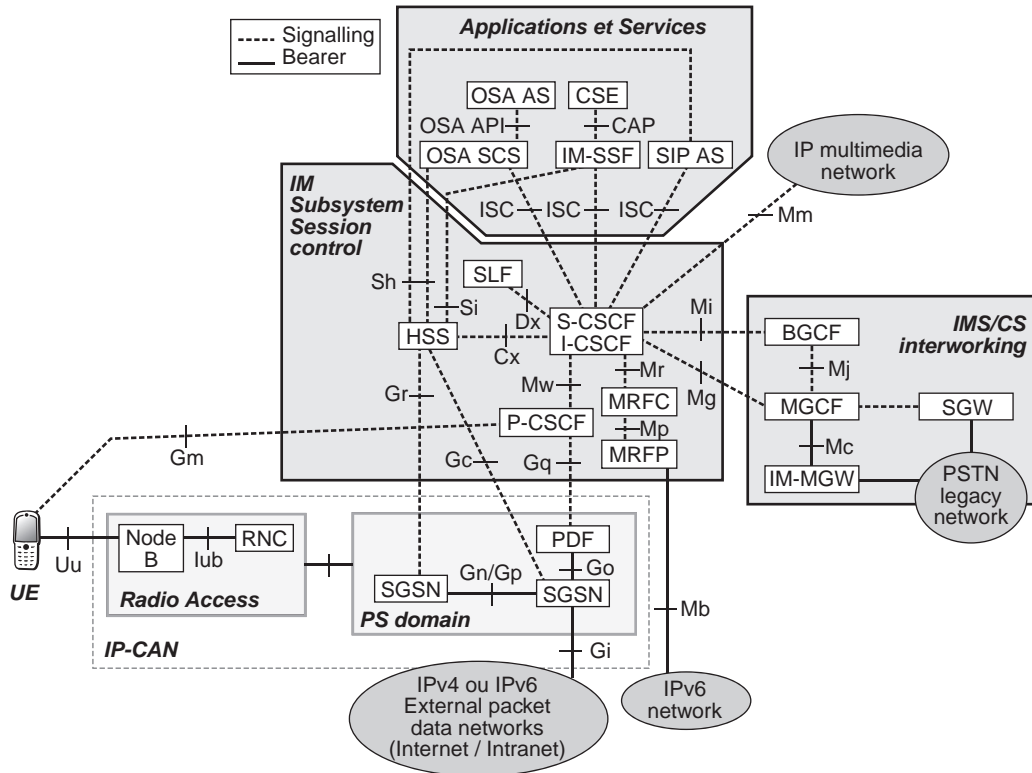 Applications et Services
Signalling
Bearer
OSA AS
CSE
OSA API
CAP
OSA SCS
IM-SSF
SIP AS
IP multimedia
network
IM
Subsystem
Session
control
ISC
ISC
ISC
Mm
Sh
SLF
Si
Dx
Mi
HSS
S-CSCF
I-CSCF
BGCF
IMS/CS
interworking
Cx
Gr
Mw
Mr
Mg
Mj
MRFC
MGCF
SGW
P-CSCF
Mp
Mc
Gm
Gc
Gq
MRFP
IM-MGW
PSTN
legacy
network
UE
Uu
Node
B
Iub
RNC
PDF
Gn/Gp
Go
SGSN
SGSN
Radio Access
PS domain
Mb
IP-CAN
Gi
IPv4 ou IPv6
External packet
data networks
(Internet / Intranet)
IPv6
network